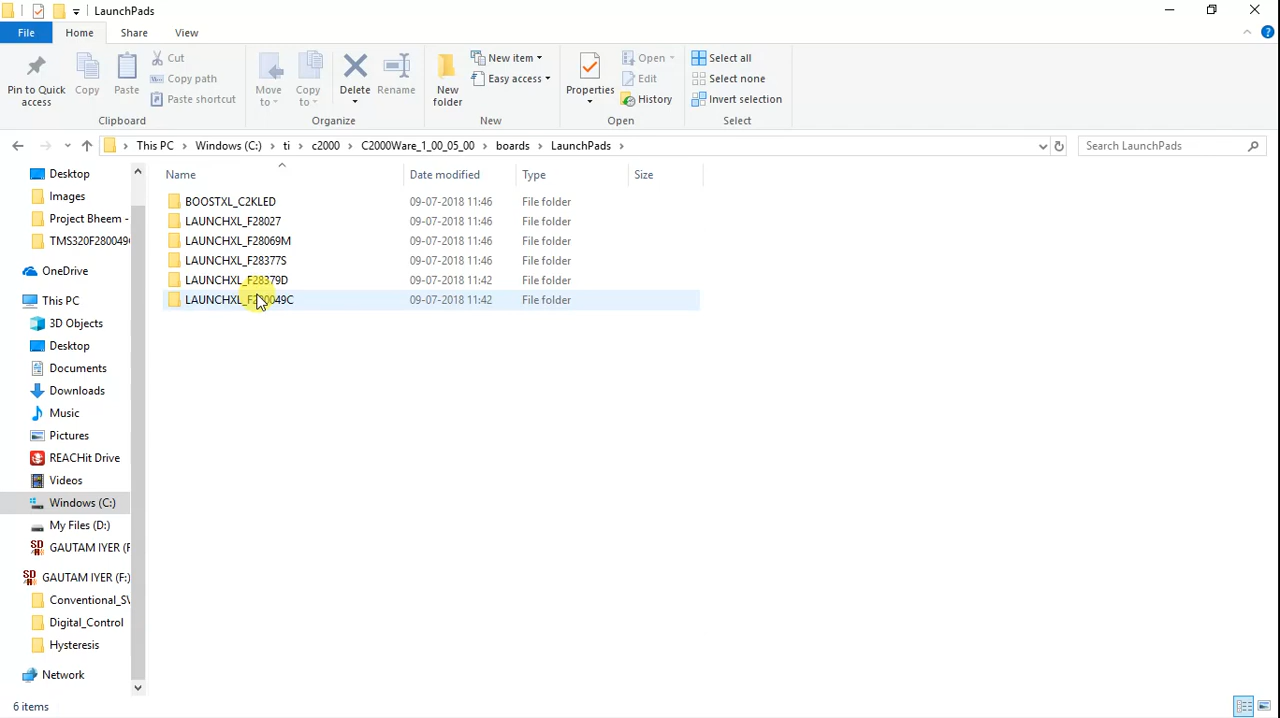 LaunchPads
File Home Share View
Pin to Quick access
Copy
Paste
Cut
Copy path
Paste shortcut
Clipboard
Move to
Copy to
Delete
Rename
Organize
New folder
New item
Easy access
New
Properties
Open
Edit
History
Open
Select all
Select none
Invert selection
Select
This PC > Windows (C:) > ti > c2000 > C2000Ware_1_00_05_00 > boards > LaunchPads >
Search LaunchPads
Desktop
Images
Project Bheem -
TMS320F280049
OneDrive
This PC
3D Objects
Desktop
Documents
Downloads
Music
Pictures
REACHit Drive
Videos
Windows (C:)
My Files (D:)
GAUTAM IYER (F
GAUTAM IYER (F:)
Conventional_SV
Digital_Control
Hysteresis
Network
Name Date modified Type Size
BOOSTXL_C2KLED 09-07-2018 11:46 File folder
LAUNCHXL_F28027 09-07-2018 11:46 File folder
LAUNCHXL_F28069M 09-07-2018 11:46 File folder
LAUNCHXL_F28377S 09-07-2018 11:46 File folder
LAUNCHXL_F28379D 09-07-2018 11:42 File folder
LAUNCHXL_F280049C 09-07-2018 11:42 File folder
6 items